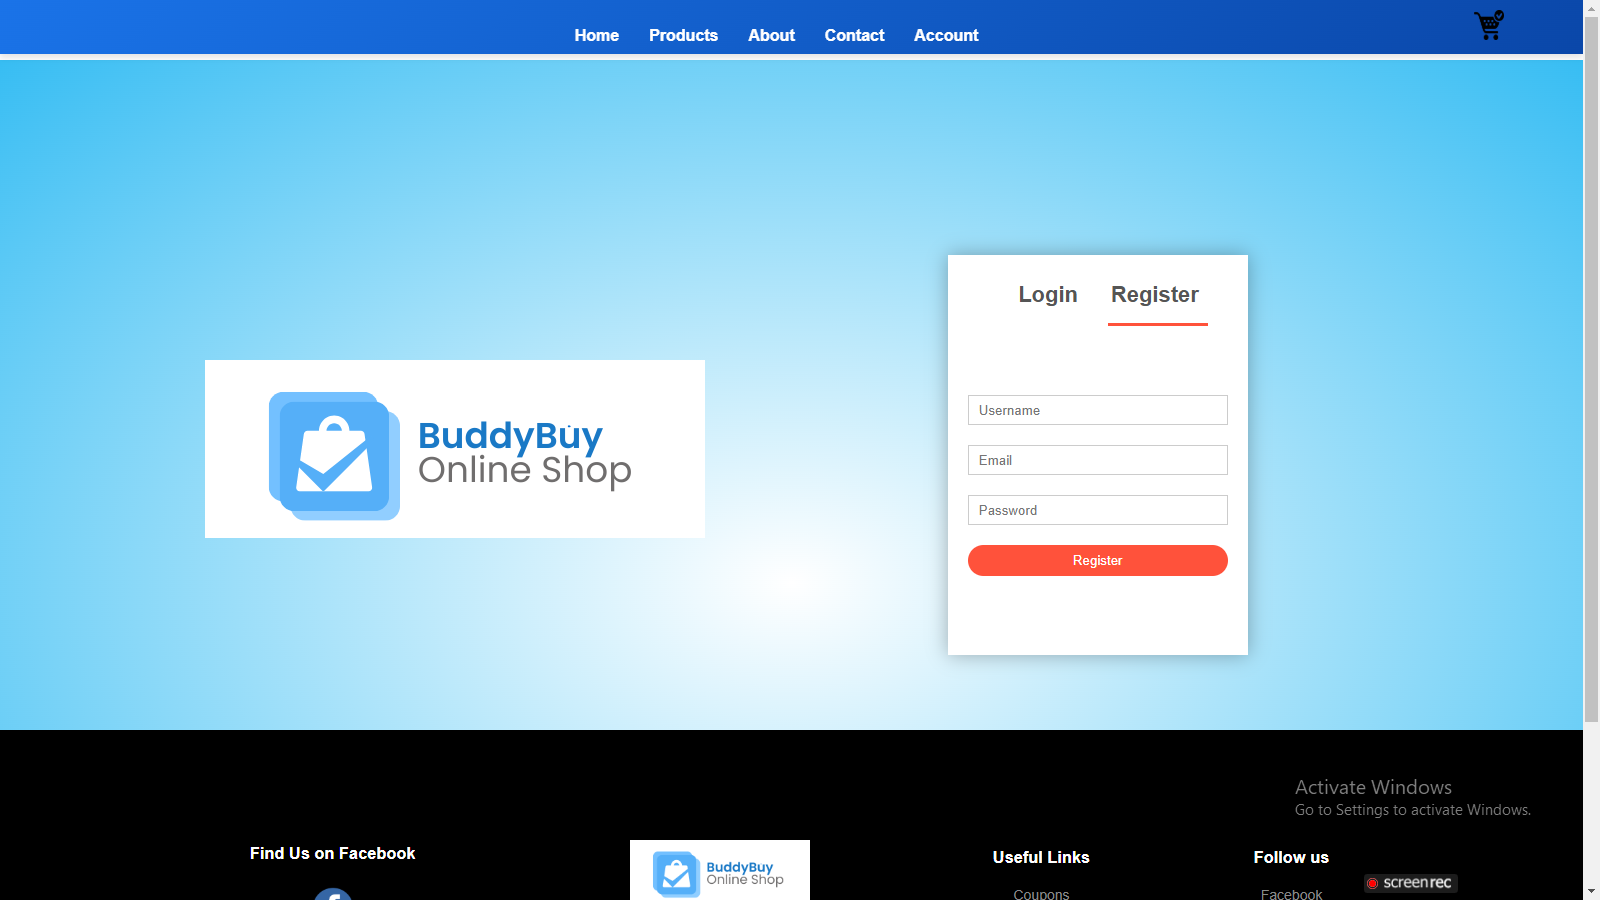 Home Products About Contact Account
Login Register
BuddyBuy
Online Shop
Username
Email
Password
Register
Activate Windows
Go to Settings to activate Windows.
Find Us on Facebook
BuddyBuy
Online Shop
Useful Links
Coupons
Follow us
Facebook
screenrec